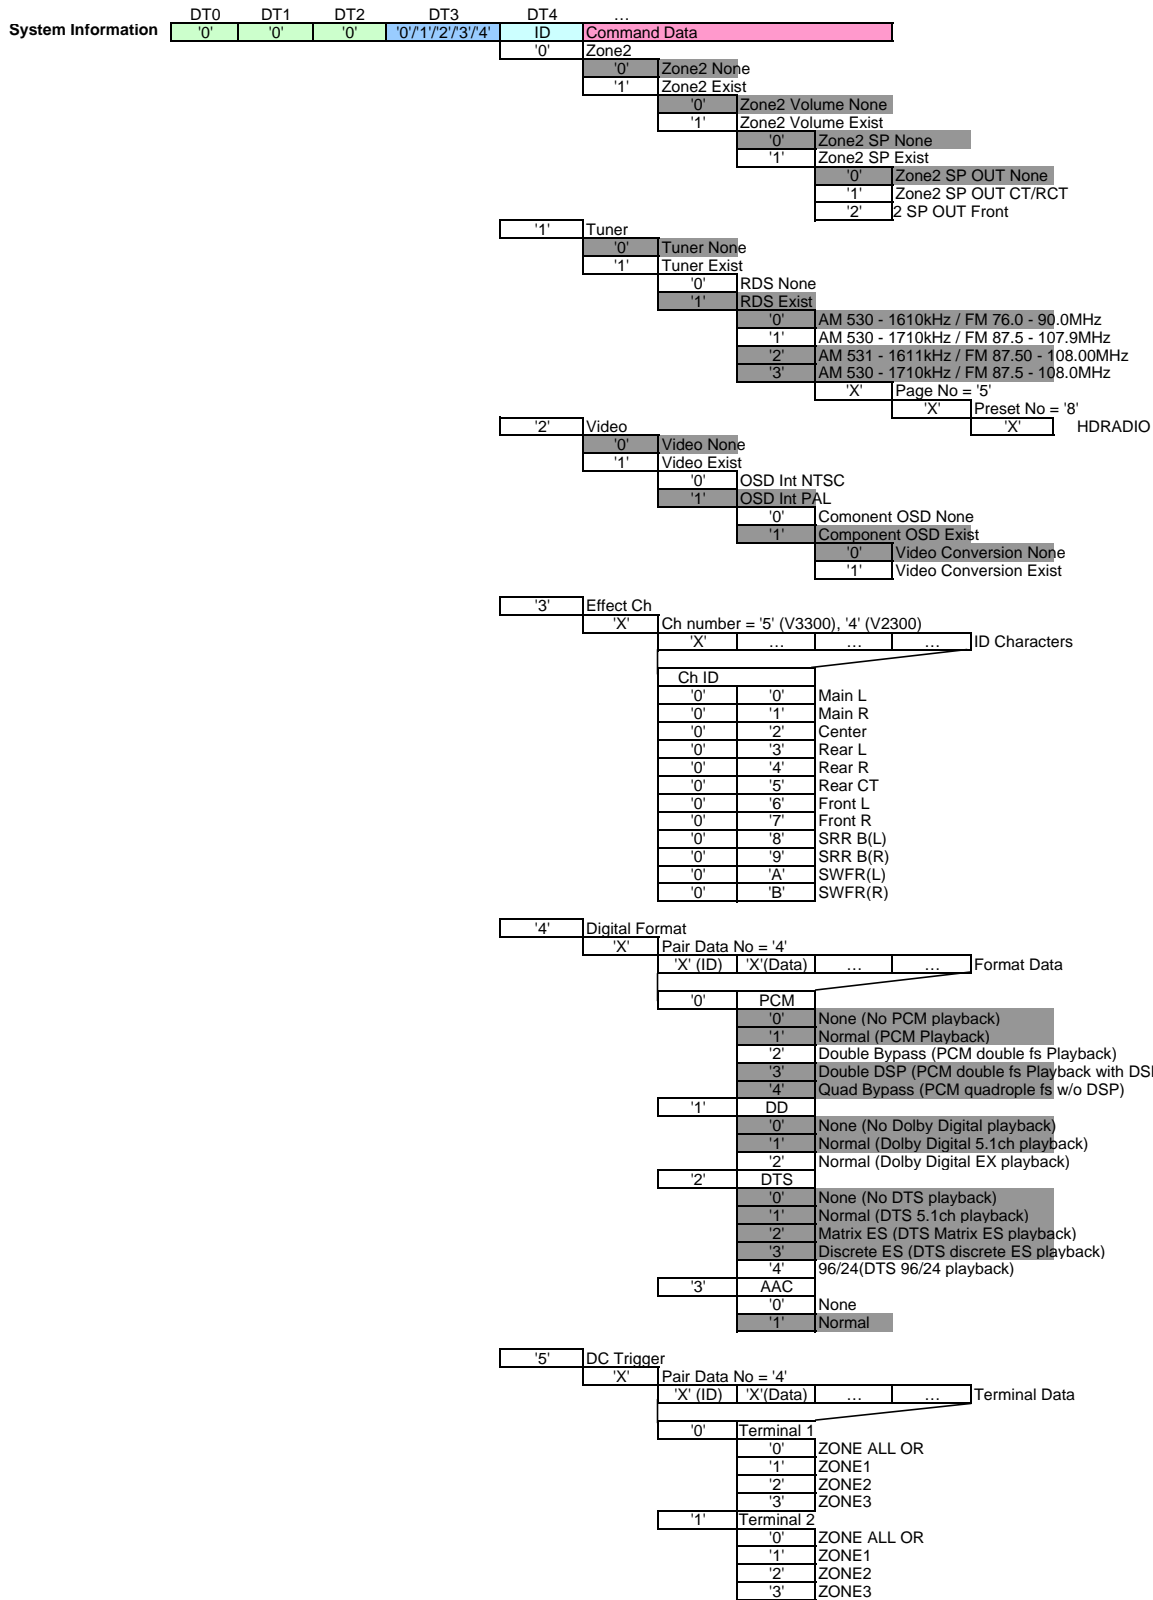 DT0 DT1 DT2 DT3 DT4 …
System Information '0' '0' '0' '0'/'1'/'2'/'3'/'4' ID Command Data
'0' Zone2
'0' Zone2 None
'1' Zone2 Exist
'0' Zone2 Volume None
'1' Zone2 Volume Exist
'0' Zone2 SP None
'1' Zone2 SP Exist
'0' Zone2 SP OUT None
'1' Zone2 SP OUT CT/RCT
'2' 2 SP OUT Front
'1' Tuner
'0' Tuner None
'1' Tuner Exist
'0' RDS None
'1' RDS Exist
'0' AM 530 - 1610kHz / FM 76.0 - 90.0MHz
'1' AM 530 - 1710kHz / FM 87.5 - 107.9MHz
'2' AM 531 - 1611kHz / FM 87.50 - 108.00MHz
'3' AM 530 - 1710kHz / FM 87.5 - 108.0MHz
'X' Page No = '5'
'X' Preset No = '8'
'X' HDRADIO
'2' Video
'0' Video None
'1' Video Exist
'0' OSD Int NTSC
'1' OSD Int PAL
'0' Comonent OSD None
'1' Component OSD Exist
'0' Video Conversion None
'1' Video Conversion Exist
'3' Effect Ch
'X' Ch number = '5' (V3300), '4' (V2300)
'X' … … … ID Characters
Ch ID
'0' '0' Main L
'0' '1' Main R
'0' '2' Center
'0' '3' Rear L
'0' '4' Rear R
'0' '5' Rear CT
'0' '6' Front L
'0' '7' Front R
'0' '8' SRR B(L)
'0' '9' SRR B(R)
'0' 'A' SWFR(L)
'0' 'B' SWFR(R)
'4' Digital Format
'X' Pair Data No = '4'
'X' (ID) 'X'(Data) … … Format Data
'0' PCM
'0' None (No PCM playback)
'1' Normal (PCM Playback)
'2' Double Bypass (PCM double fs Playback)
'3' Double DSP (PCM double fs Playback with DSI
'4' Quad Bypass (PCM quadrople fs w/o DSP)
'1' DD
'0' None (No Dolby Digital playback)
'1' Normal (Dolby Digital 5.1ch playback)
'2' Normal (Dolby Digital EX playback)
'2' DTS
'0' None (No DTS playback)
'1' Normal (DTS 5.1ch playback)
'2' Matrix ES (DTS Matrix ES playback)
'3' Discrete ES (DTS discrete ES playback)
'4' 96/24(DTS 96/24 playback)
'3' AAC
'0' None
'1' Normal
'5' DC Trigger
'X' Pair Data No = '4'
'X' (ID) 'X'(Data) … … Terminal Data
'0' Terminal 1
'0' ZONE ALL OR
'1' ZONE1
'2' ZONE2
'3' ZONE3
'1' Terminal 2
'0' ZONE ALL OR
'1' ZONE1
'2' ZONE2
'3' ZONE3